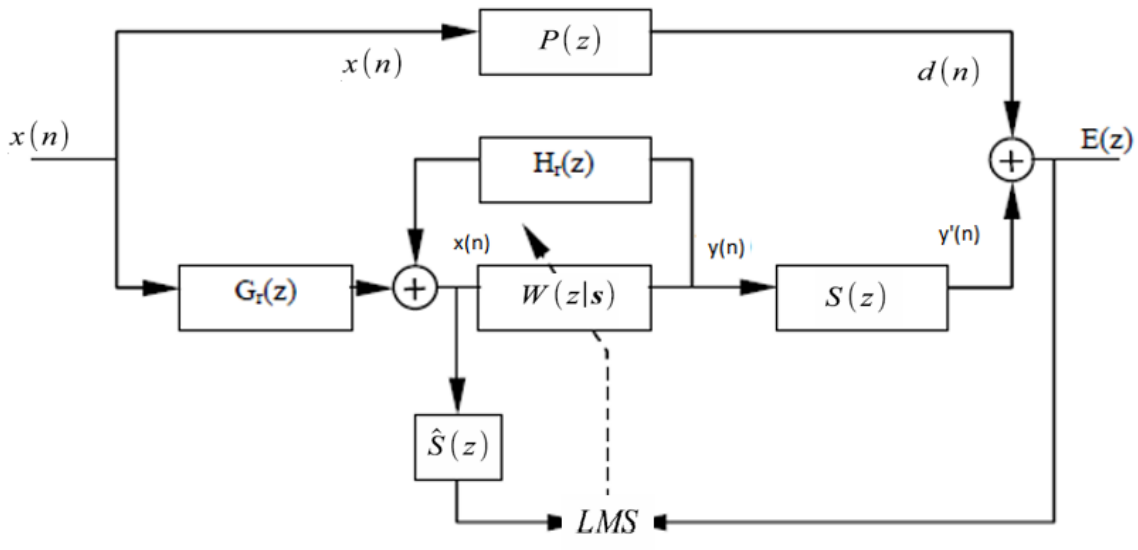 P(z)
x(n)
d(n)
x(n)
E(z)
+
Hᵣ(z)
x(n)
y(n)
y'(n)
Gᵣ(z)
+
W(z|s)
S(z)
Ŝ(z)
LMS